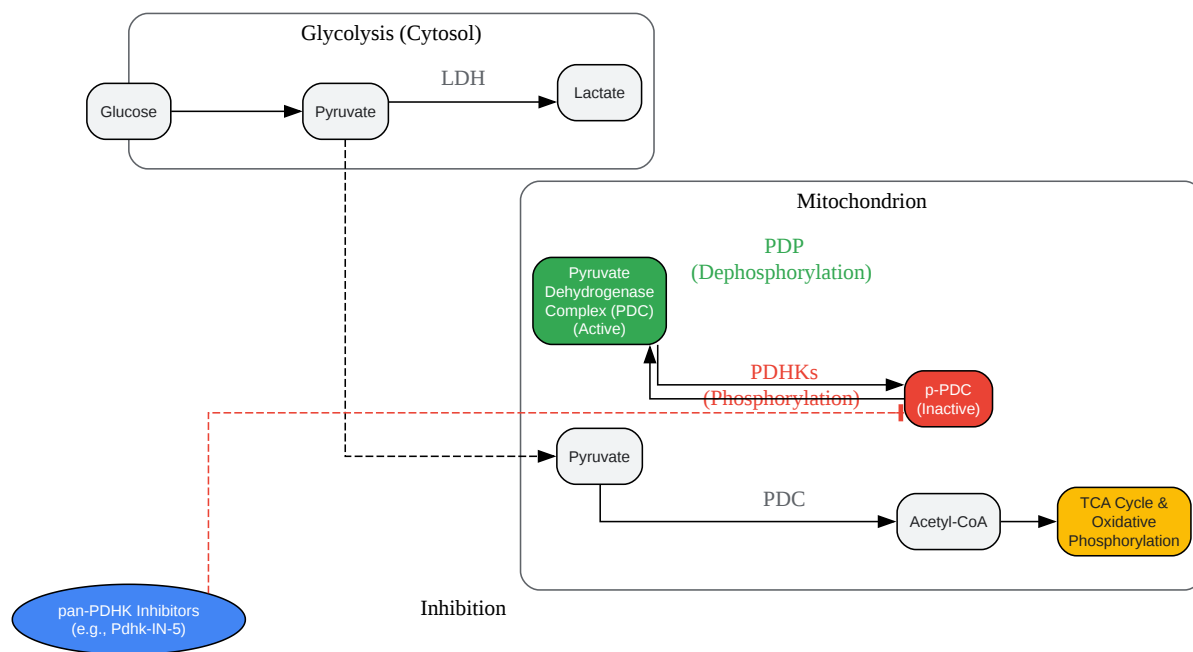 Glycolysis (Cytosol)
LDH
Glucose
Pyruvate
Lactate
Mitochondrion
PDP
(Dephosphorylation)
Pyruvate
Dehydrogenase
Complex (PDC)
(Active)
PDHKs
(Phosphorylation)
p-PDC
(Inactive)
Pyruvate
PDC
Acetyl-CoA
TCA Cycle &
Oxidative
Phosphorylation
Inhibition
pan-PDHK Inhibitors
(e.g., Pdhk-IN-5)